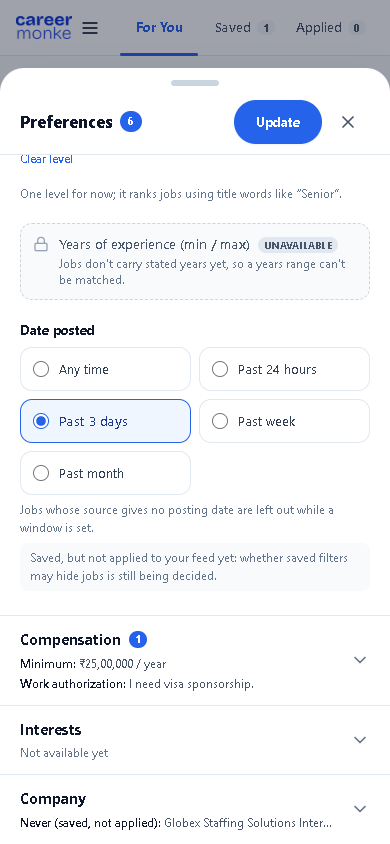 career
monke
For You
Saved 1
Applied 0
Preferences 6
Update
Clear level
One level for now; it ranks jobs using title words like “Senior”.
Years of experience (min / max) UNAVAILABLE
Jobs don't carry stated years yet, so a years range can't
be matched.
Date posted
Any time
Past 24 hours
Past 3 days
Past week
Past month
Jobs whose source gives no posting date are left out while a
window is set.
Saved, but not applied to your feed yet: whether saved filters
may hide jobs is still being decided.
Compensation 1
Minimum: ₹25,00,000 / year
Work authorization: I need visa sponsorship.
Interests
Not available yet
Company
Never (saved, not applied): Globex Staffing Solutions Inter...